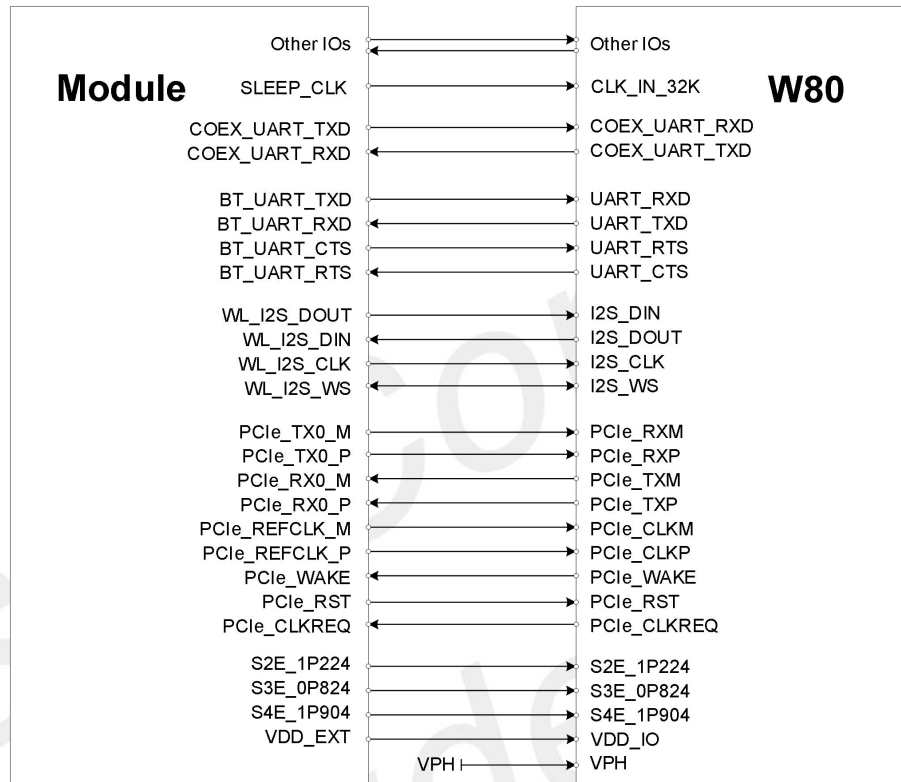 Other IOs Other IOs
Module SLEEP_CLK CLK_IN_32K W80
COEX_UART_TXD COEX_UART_RXD
COEX_UART_RXD COEX_UART_TXD
BT_UART_TXD UART_RXD
BT_UART_RXD UART_TXD
BT_UART_CTS UART_RTS
BT_UART_RTS UART_CTS
WL_I2S_DOUT I2S_DIN
WL_I2S_DIN I2S_DOUT
WL_I2S_CLK I2S_CLK
WL_I2S_WS I2S_WS
PCIe_TX0_M PCIe_RXM
PCIe_TX0_P PCIe_RXP
PCIe_RX0_M PCIe_TXM
PCIe_RX0_P PCIe_TXP
PCIe_REFCLK_M PCIe_CLKM
PCIe_REFCLK_P PCIe_CLKP
PCIe_WAKE PCIe_WAKE
PCIe_RST PCIe_RST
PCIe_CLKREQ PCIe_CLKREQ
S2E_1P224 S2E_1P224
S3E_0P824 S3E_0P824
S4E_1P904 S4E_1P904
VDD_EXT VDD_IO
VPH VPH